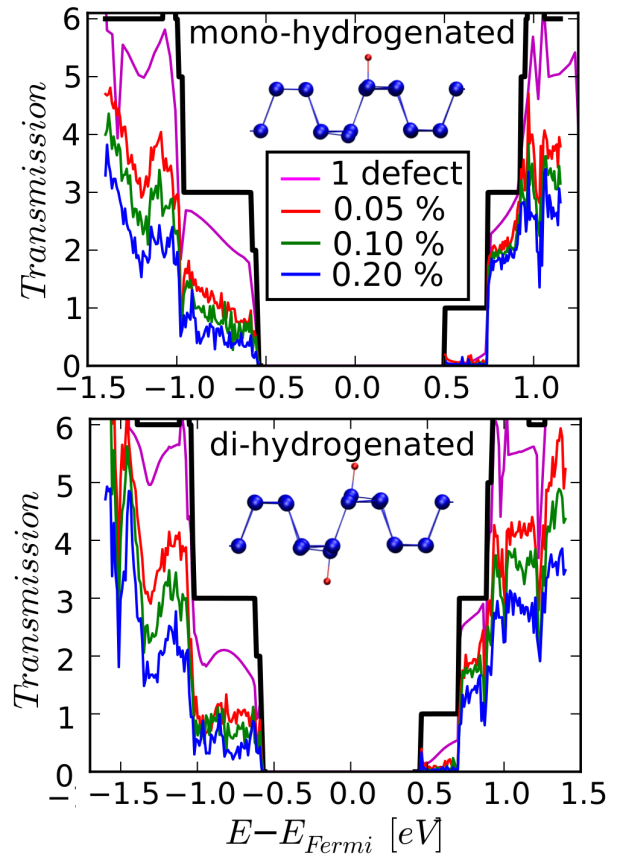 6
mono-hydrogenated
5
4
3
2
1
0
Transmission
1 defect
0.05 %
0.10 %
0.20 %
−1.5 −1.0 −0.5 0.0 0.5 1.0
6
di-hydrogenated
5
4
3
2
1
0
Transmission
−1.5 −1.0 −0.5 0.0 0.5 1.0 1.5
E−E_Fermi [eV]